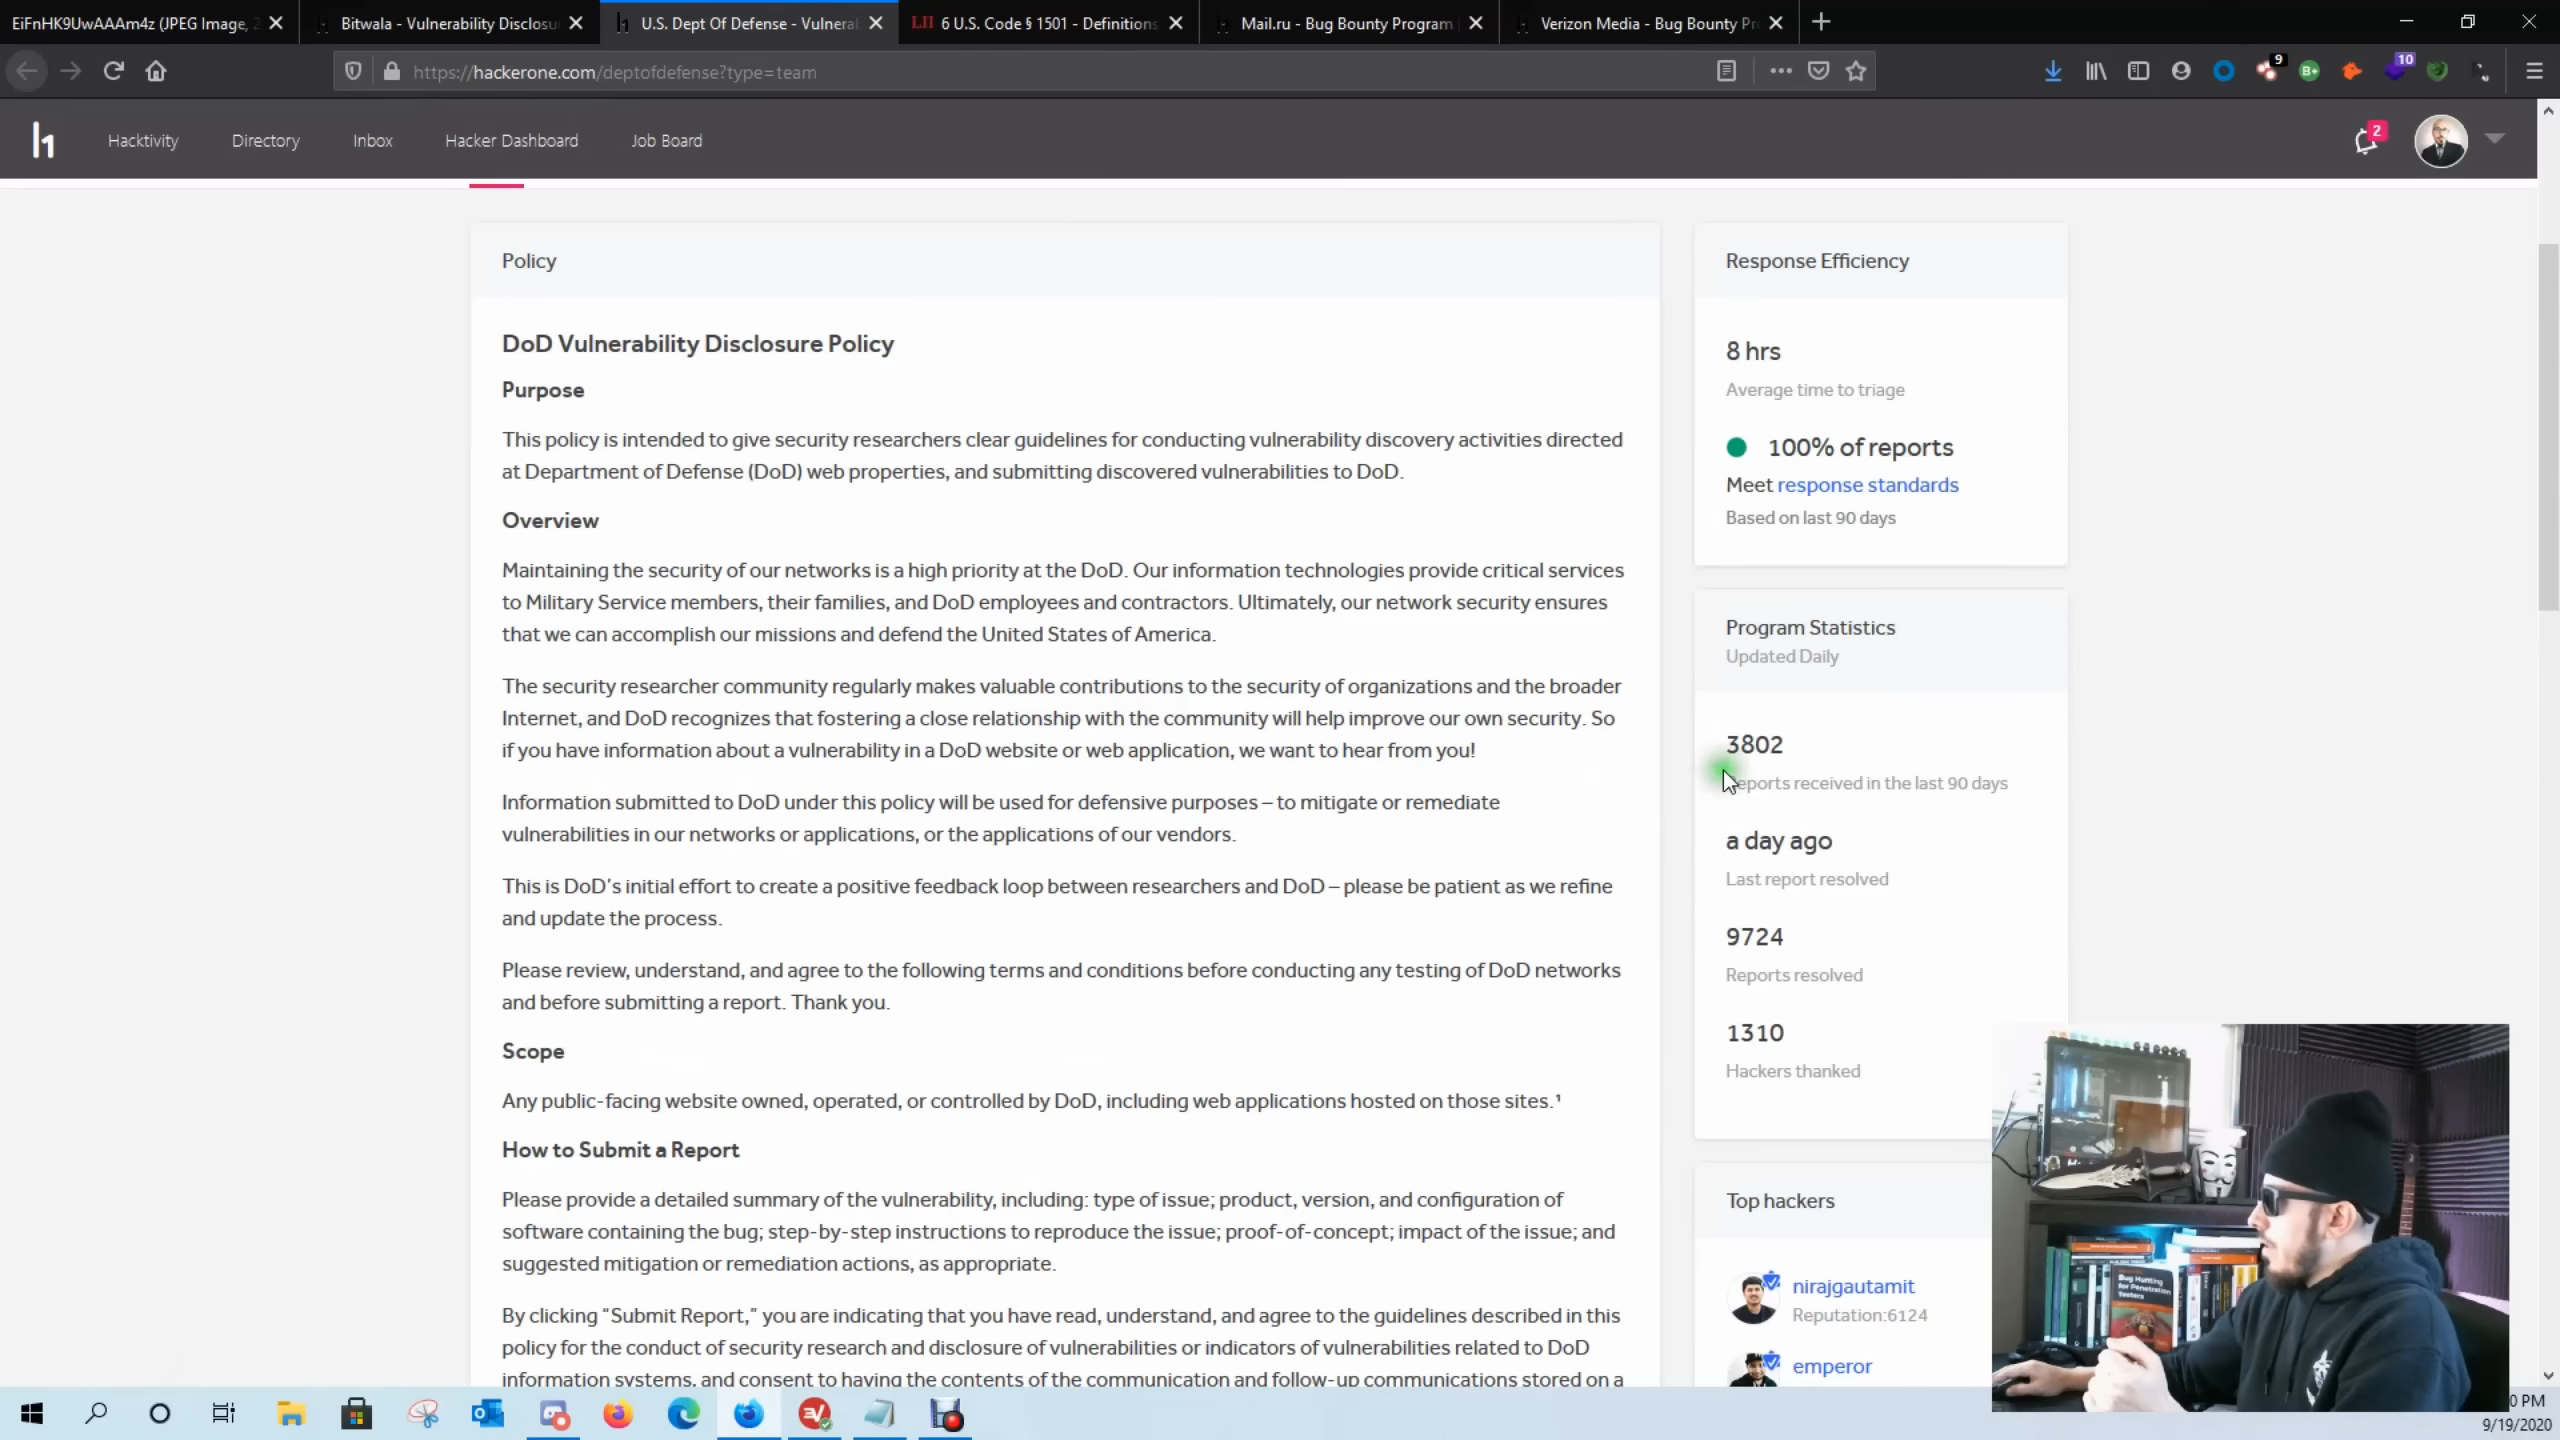 EiFnHK9UwAAAm4z (JPEG Image, 2
Bitwala - Vulnerability Disclosu
U.S. Dept Of Defense - Vulnerab
LII 6 U.S. Code § 1501 - Definitions
Mail.ru - Bug Bounty Program
Verizon Media - Bug Bounty Pr
https://hackerone.com/deptofdefense?type=team
9
B+
10
h1
Hacktivity
Directory
Inbox
Hacker Dashboard
Job Board
2
Policy
DoD Vulnerability Disclosure Policy
Purpose
This policy is intended to give security researchers clear guidelines for conducting vulnerability discovery activities directed
at Department of Defense (DoD) web properties, and submitting discovered vulnerabilities to DoD.
Overview
Maintaining the security of our networks is a high priority at the DoD. Our information technologies provide critical services
to Military Service members, their families, and DoD employees and contractors. Ultimately, our network security ensures
that we can accomplish our missions and defend the United States of America.
The security researcher community regularly makes valuable contributions to the security of organizations and the broader
Internet, and DoD recognizes that fostering a close relationship with the community will help improve our own security. So
if you have information about a vulnerability in a DoD website or web application, we want to hear from you!
Information submitted to DoD under this policy will be used for defensive purposes – to mitigate or remediate
vulnerabilities in our networks or applications, or the applications of our vendors.
This is DoD’s initial effort to create a positive feedback loop between researchers and DoD – please be patient as we refine
and update the process.
Please review, understand, and agree to the following terms and conditions before conducting any testing of DoD networks
and before submitting a report. Thank you.
Scope
Any public-facing website owned, operated, or controlled by DoD, including web applications hosted on those sites.¹
How to Submit a Report
Please provide a detailed summary of the vulnerability, including: type of issue; product, version, and configuration of
software containing the bug; step-by-step instructions to reproduce the issue; proof-of-concept; impact of the issue; and
suggested mitigation or remediation actions, as appropriate.
By clicking “Submit Report,” you are indicating that you have read, understand, and agree to the guidelines described in this
policy for the conduct of security research and disclosure of vulnerabilities or indicators of vulnerabilities related to DoD
information systems, and consent to having the contents of the communication and follow-up communications stored on a
Response Efficiency
8 hrs
Average time to triage
100% of reports
Meet response standards
Based on last 90 days
Program Statistics
Updated Daily
3802
eports received in the last 90 days
a day ago
Last report resolved
9724
Reports resolved
1310
Hackers thanked
Top hackers
nirajgautamit
Reputation:6124
emperor
Bug Hunting
for Penetration
Testers
0 PM
9/19/2020